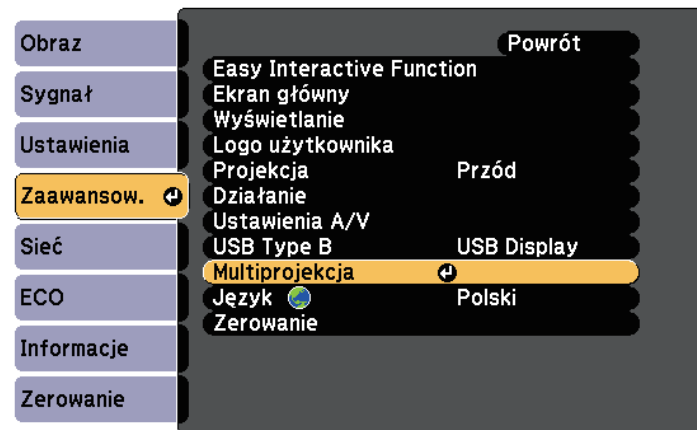 Obraz
Sygnał
Ustawienia
Zaawansow.
Sieć
ECO
Informacje
Zerowanie
Powrót
Easy Interactive Function
Ekran główny
Wyświetlanie
Logo użytkownika
Projekcja Przód
Działanie
Ustawienia A/V
USB Type B USB Display
Multiprojekcja
Język Polski
Zerowanie